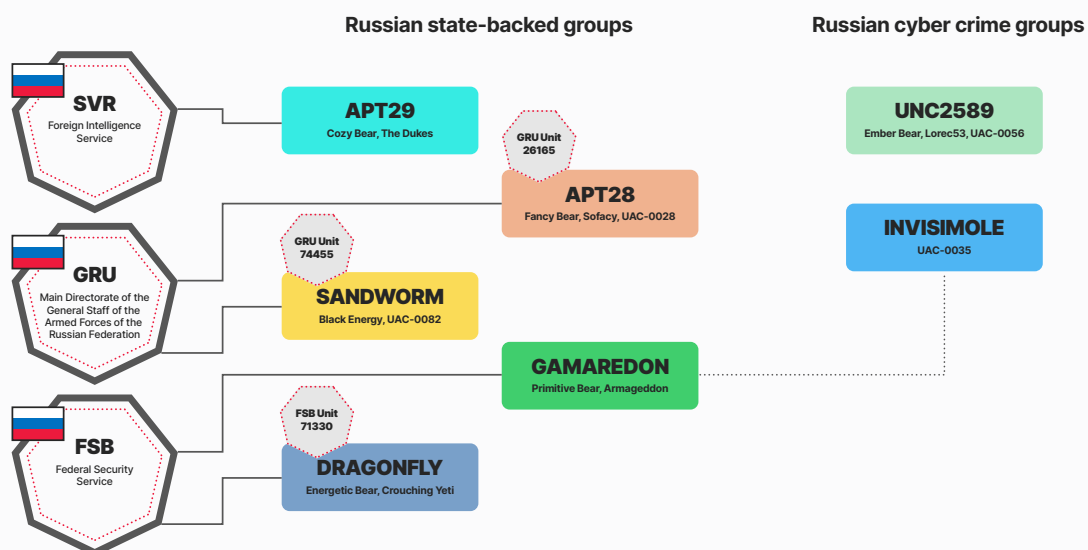 Russian state-backed groups
Russian cyber crime groups
SVR
Foreign Intelligence
Service
APT29
Cozy Bear, The Dukes
UNC2589
Ember Bear, Lorec53, UAC-0056
GRU Unit
26165
APT28
Fancy Bear, Sofacy, UAC-0028
INVISIMOLE
UAC-0035
GRU
Main Directorate of the
General Staff of the
Armed Forces of the
Russian Federation
GRU Unit
74455
SANDWORM
Black Energy, UAC-0082
GAMAREDON
Primitive Bear, Armageddon
FSB
Federal Security
Service
FSB Unit
71330
DRAGONFLY
Energetic Bear, Crouching Yeti